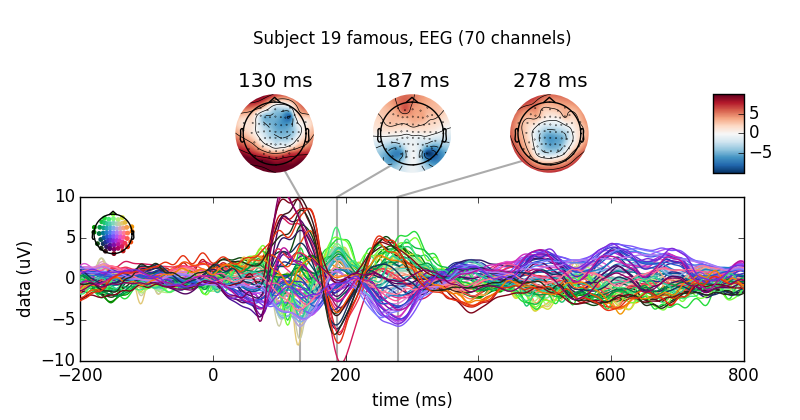 Subject 19 famous, EEG (70 channels)
130 ms 187 ms 278 ms
5
0
−5
10
5
0
−5
−10
data (uV)
−200 0 200 400 600 800
time (ms)